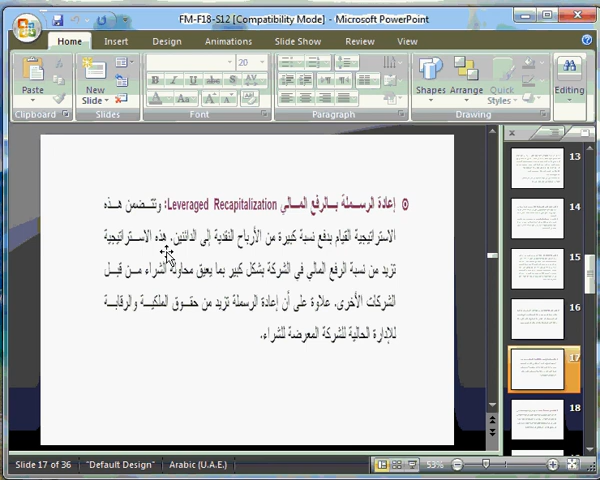 FM-F18-S12 [Compatibility Mode] - Microsoft PowerPoint
Home Insert Design Animations Slide Show Review View Developer
Paste
New Slide
20
B I U S
Shapes Arrange Quick Styles
Editing
Clipboard Slides Font Paragraph Drawing
إعادة الرسملة بالرفع المالي Leveraged Recapitalization: وتتضمن هذه
الاستراتيجية القيام بدفع نسبة كبيرة من الأرباح النقدية إلى الدائنين. هذه الاستراتيجية
تزيد من نسبة الرفع المالي في الشركة بشكل كبير بما يعيق محاولة الشراء من قبل
الشركات الأخرى. علاوة على أن إعادة الرسملة تزيد من حقوق الملكية والرقابة
للإدارة الحالية للشركة المعرضة للشراء.
13
14
15
16
17
18
Slide 17 of 36 "Default Design" Arabic (U.A.E.) 53%